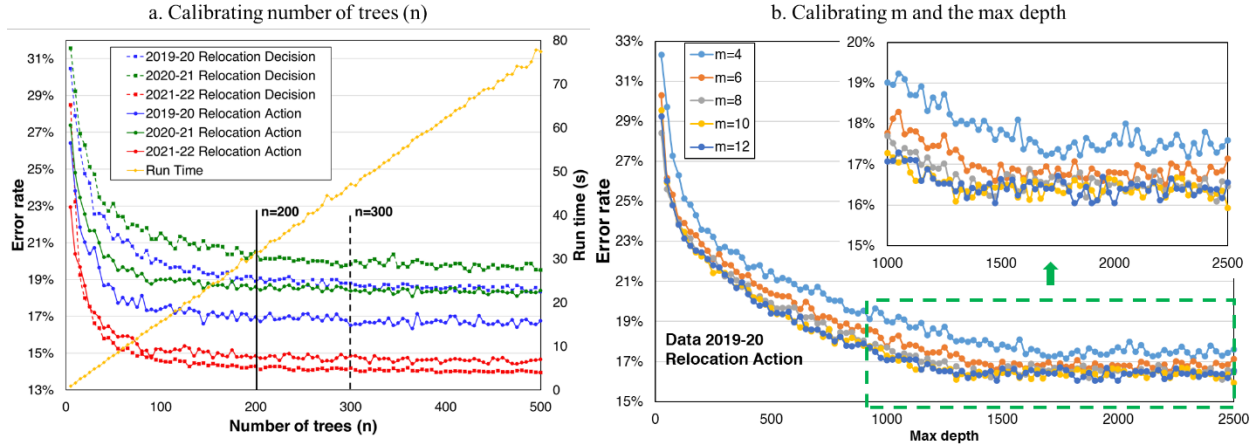 a. Calibrating number of trees (n)
31%
29%
27%
25%
23%
21%
19%
17%
15%
13%
Error rate
2019-20 Relocation Decision
2020-21 Relocation Decision
2021-22 Relocation Decision
2019-20 Relocation Action
2020-21 Relocation Action
2021-22 Relocation Action
Run Time
n=200
n=300
80
70
60
50
40
30
20
10
0
Run time (s)
0
100
200
300
400
500
Number of trees (n)
b. Calibrating m and the max depth
33%
31%
29%
27%
25%
23%
21%
19%
17%
15%
Error rate
m=4
m=6
m=8
m=10
m=12
20%
19%
18%
17%
16%
15%
1000
1500
2000
2500
Data 2019-20
Relocation Action
0
500
1000
1500
2000
2500
Max depth